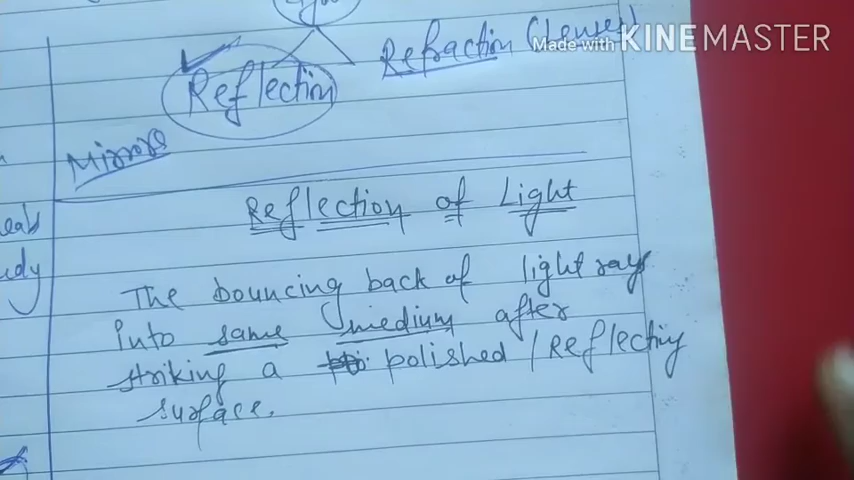 Refraction (Lenses)
Made with KINEMASTER
Reflection
Mirrors
Reflection of Light
The bouncing back of light rays
into same medium after
striking a polished / Reflecting
surface.